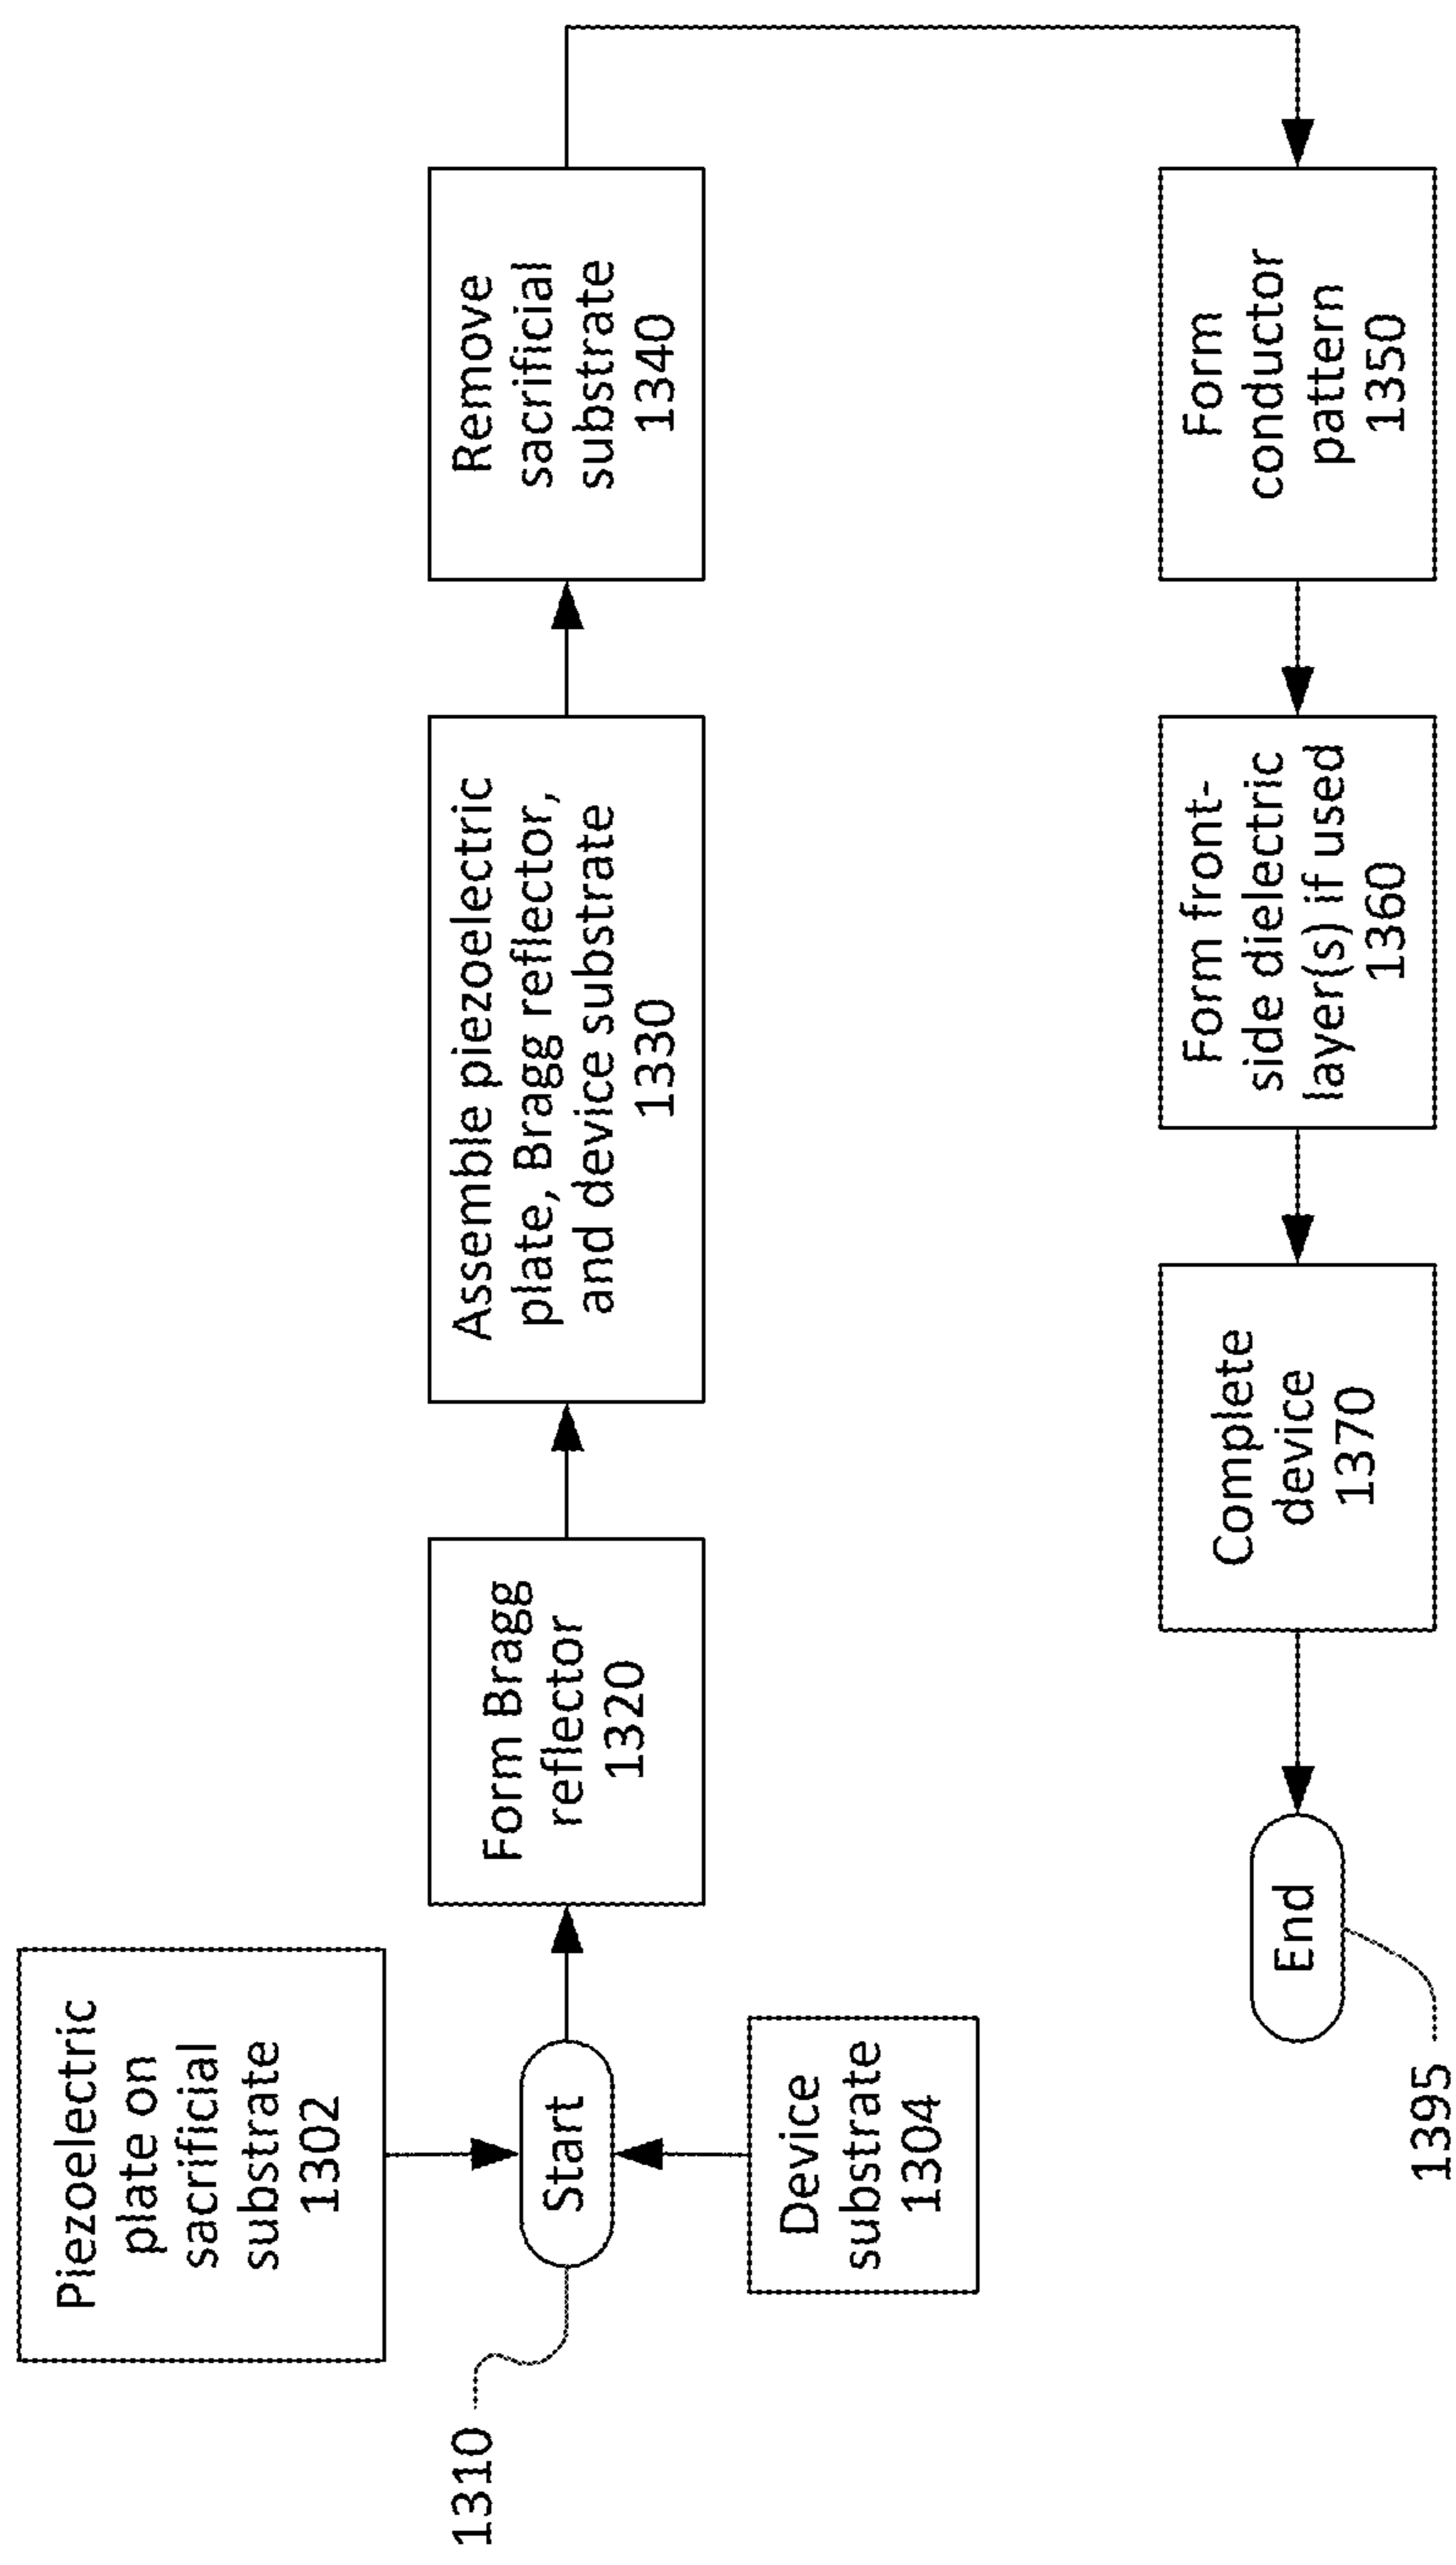 Piezoelectric
plate on
sacrificial
substrate
1302
1310
Start
Device
substrate
1304
Form Bragg
reflector
1320
Assemble piezoelectric
plate, Bragg reflector,
and device substrate
1330
Remove
sacrificial
substrate
1340
Form
conductor
pattern
1350
Form front-
side dielectric
layer(s) if used
1360
Complete
device
1370
End
1395